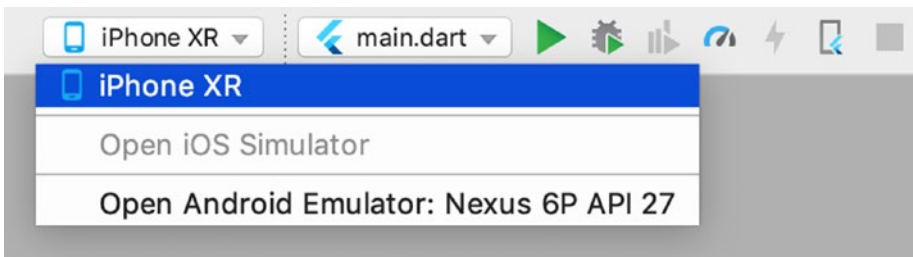 iPhone XR main.dart
iPhone XR
Open iOS Simulator
Open Android Emulator: Nexus 6P API 27